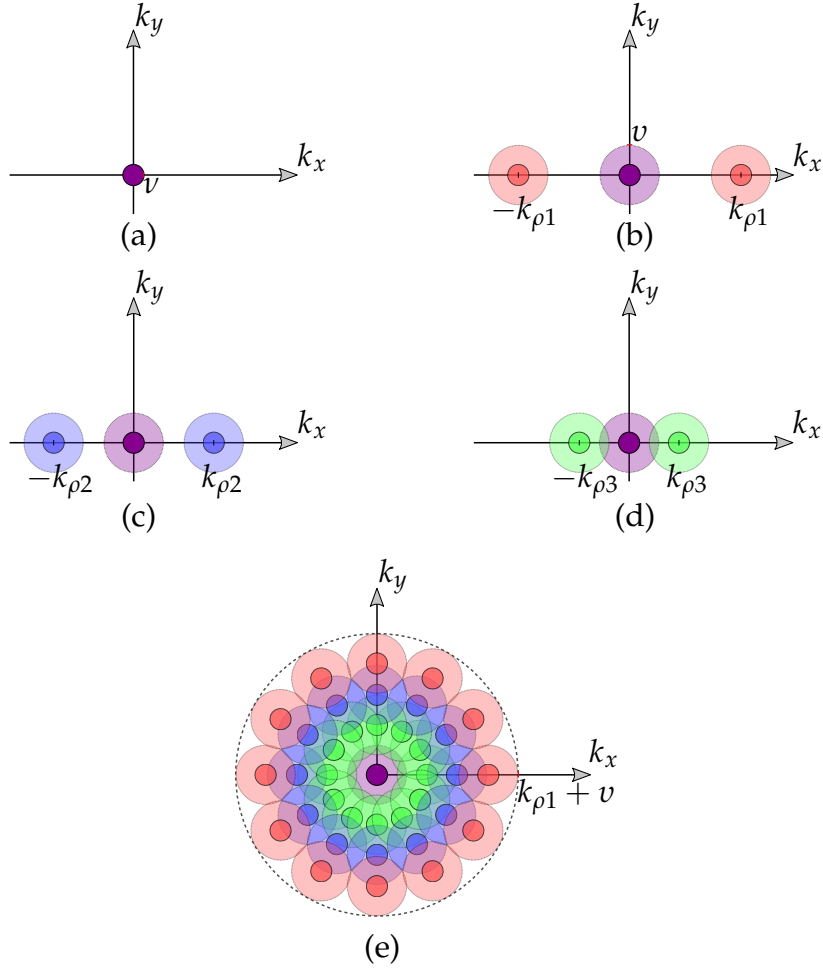 k_y
k_x
ν
(a)
k_y
υ
k_x
−k_ρ1 k_ρ1
(b)
k_y
k_x
−k_ρ2 k_ρ2
(c)
k_y
k_x
−k_ρ3 k_ρ3
(d)
k_y
k_x
k_ρ1 + υ
(e)